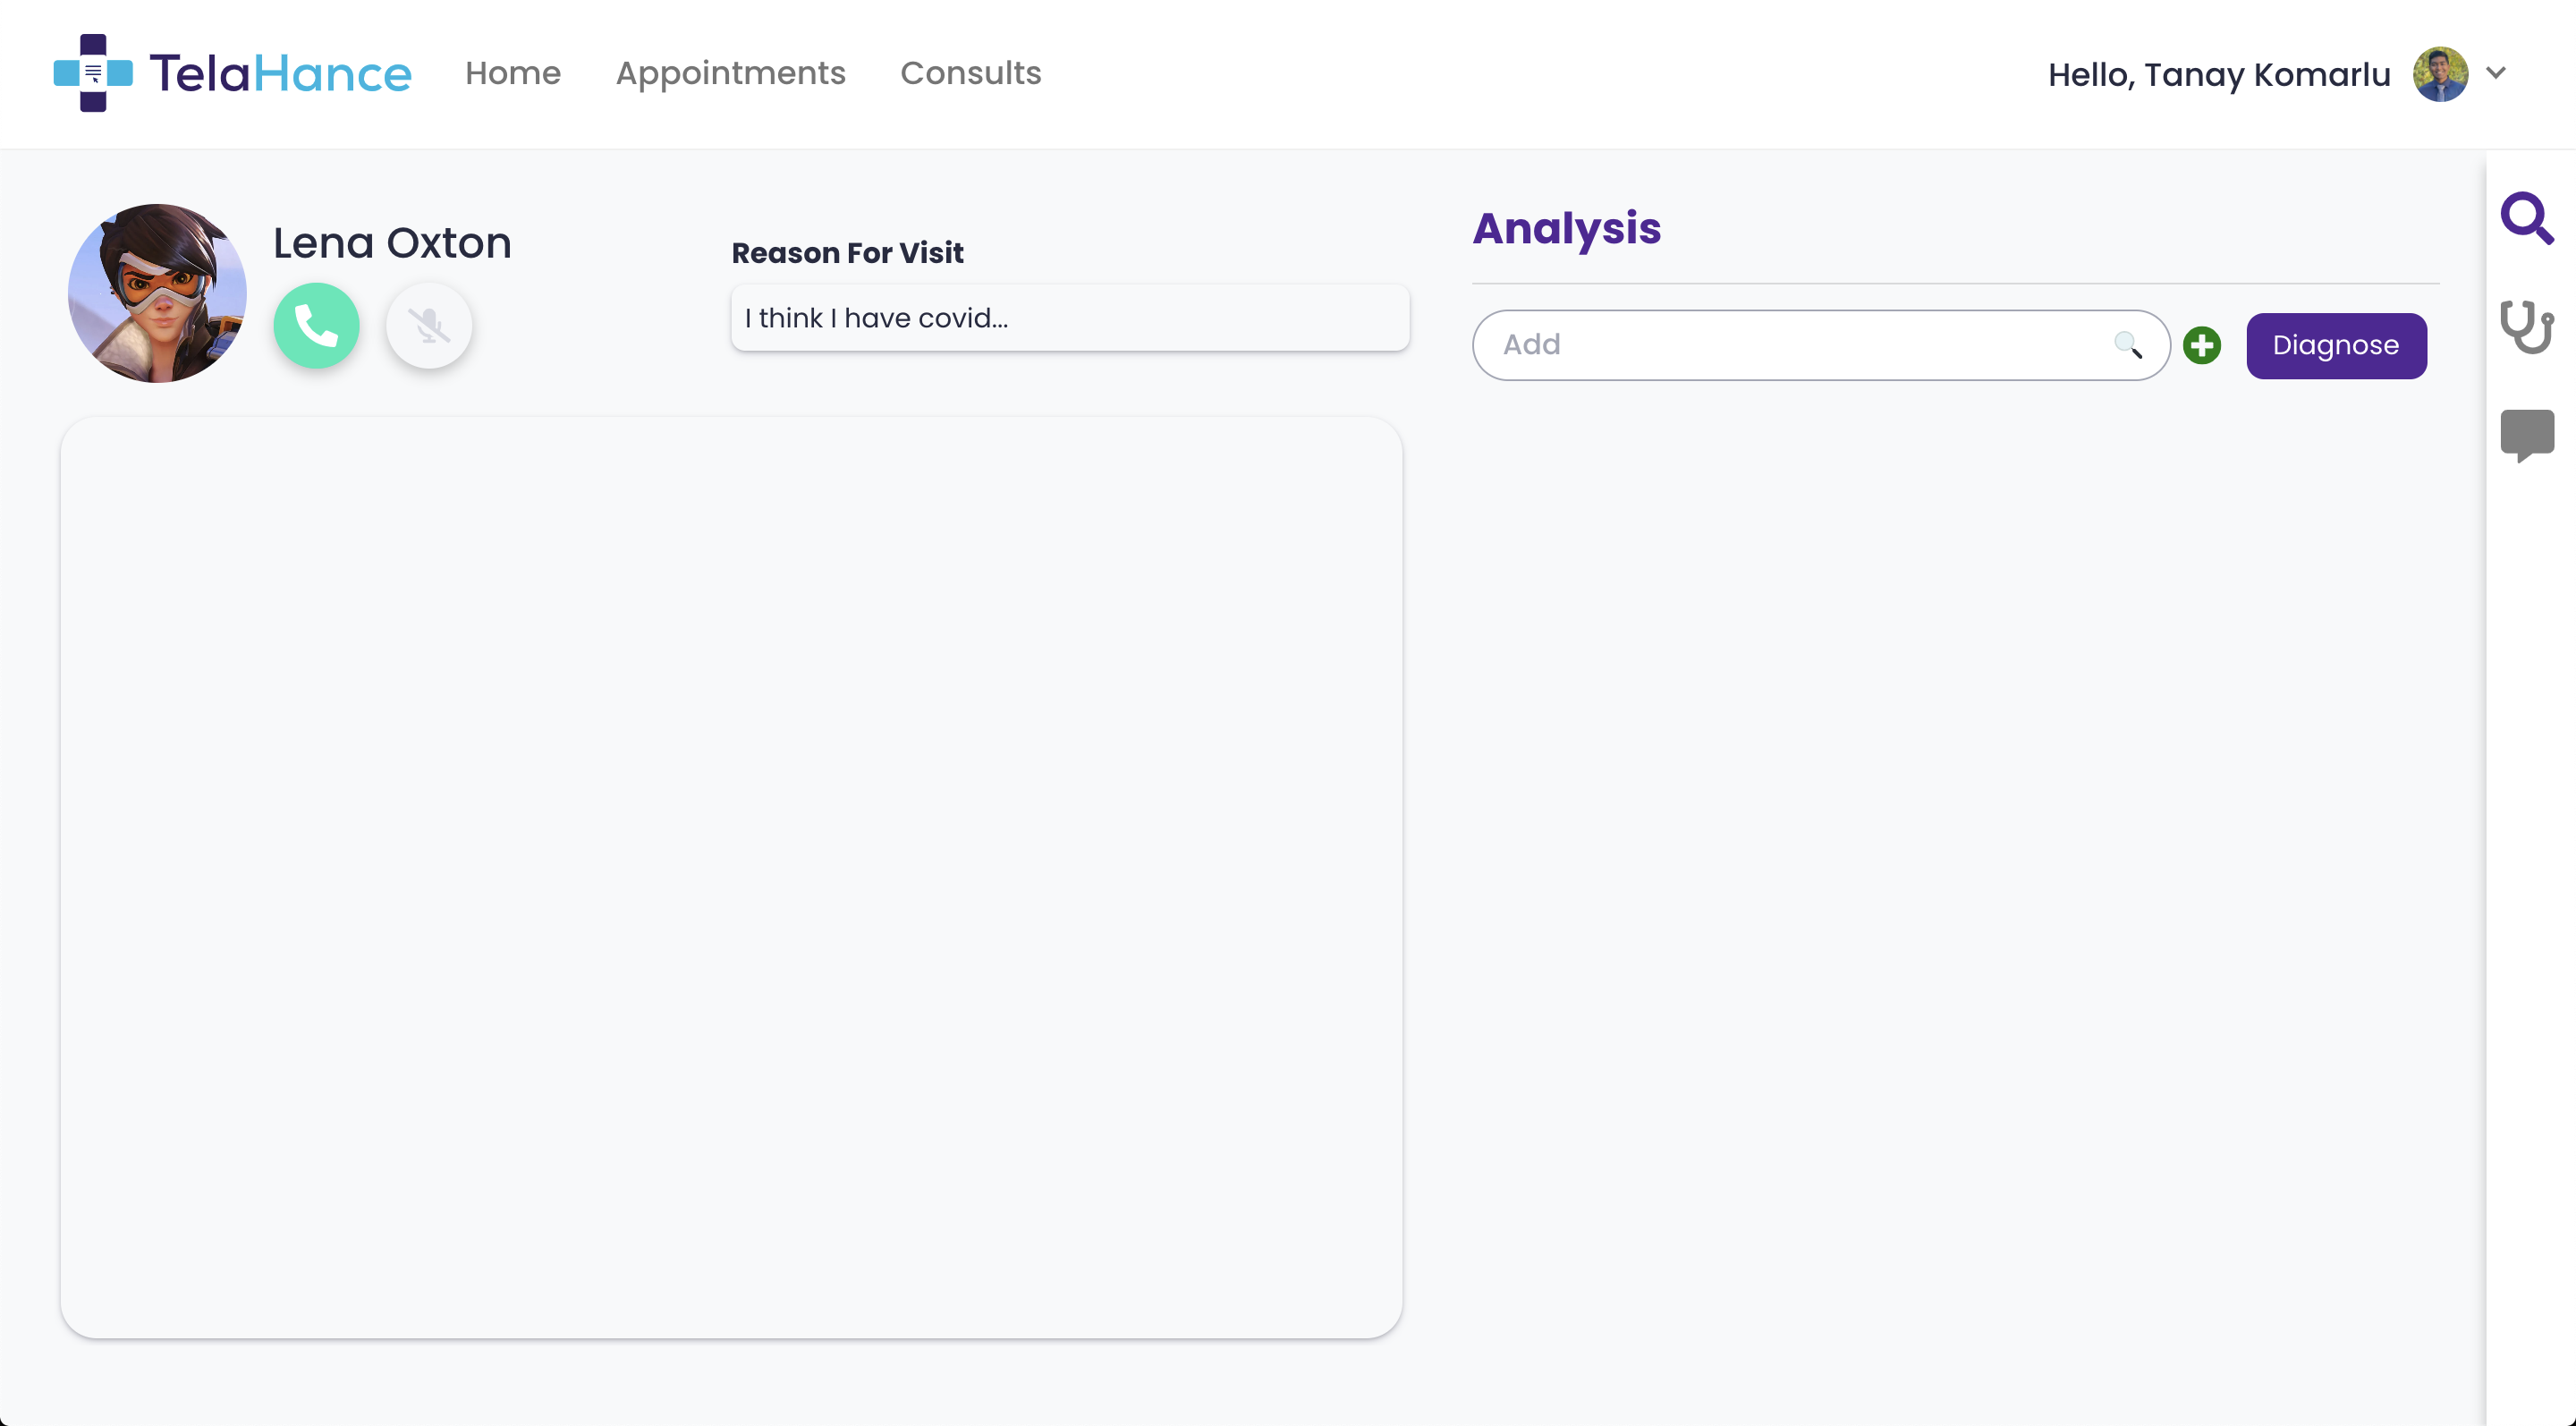 TelaHance
Home
Appointments
Consults
Hello, Tanay Komarlu
Lena Oxton
Reason For Visit
I think I have covid...
Analysis
Add
Diagnose